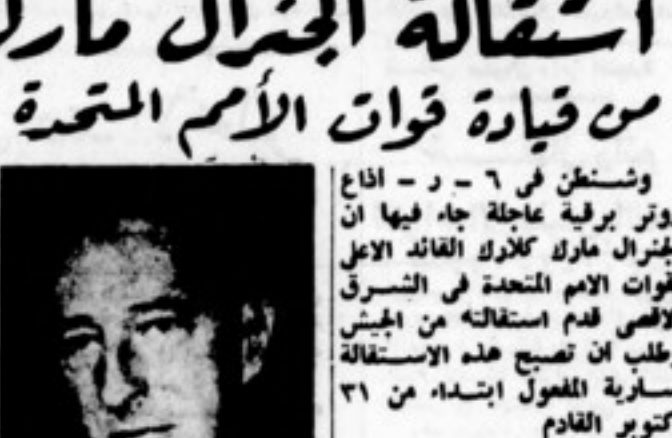 استقالة الجنرال مارك
من قيادة قوات الأمم المتحدة
وشنطن فى ٦ - ر - اذاع
روتر برقية عاجلة جاء فيها ان
الجنرال مارك كلارك القائد الاعلى
لقوات الامم المتحدة فى الشرق
الاقصى قدم استقالته من الجيش
وطلب ان تصبح هذه الاستقالة
سارية المفعول ابتداء من ٣١
اكتوبر القادم